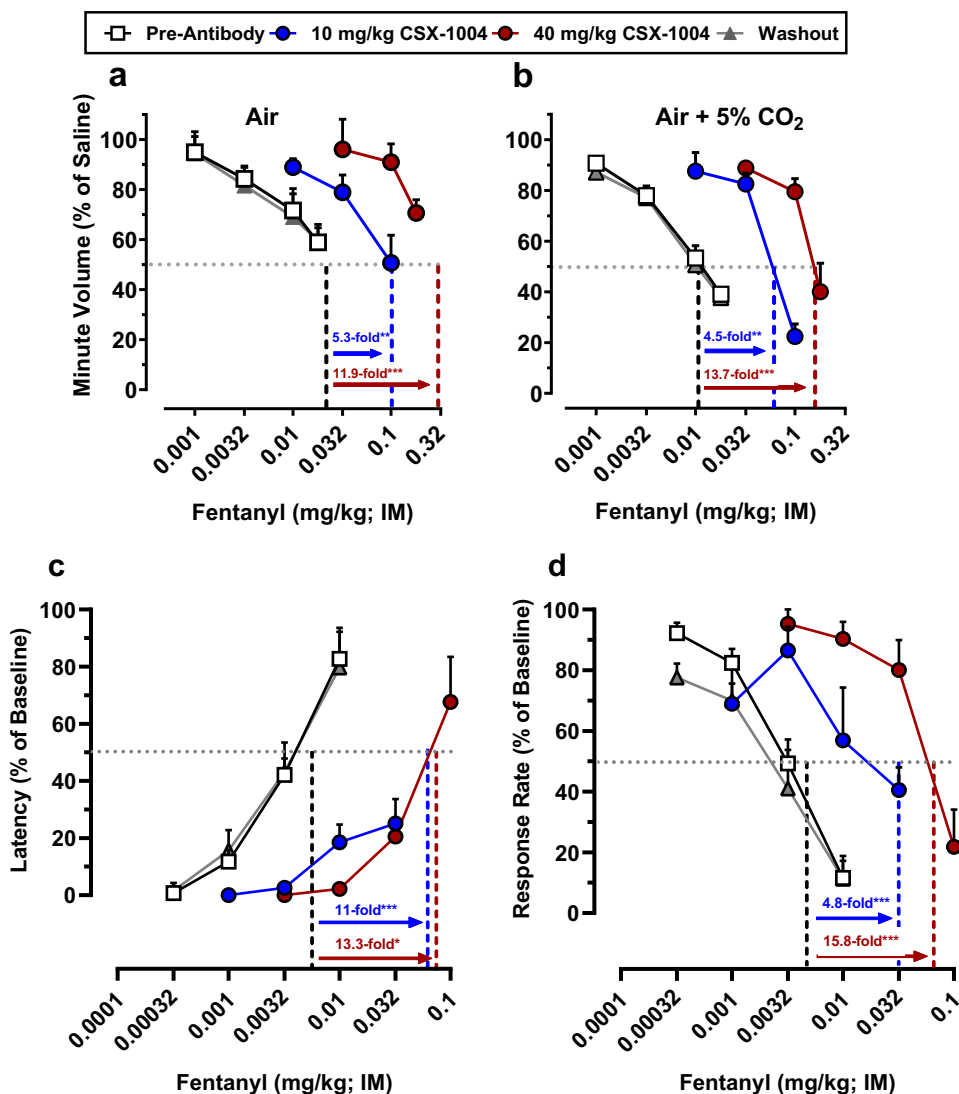 Pre-Antibody 10 mg/kg CSX-1004 40 mg/kg CSX-1004 Washout
a
b
Air
Air + 5% CO₂
Minute Volume (% of Saline)
100
80
60
40
20
0
5.3-fold**
11.9-fold***
0.001
0.0032
0.01
0.032
0.1
0.32
Fentanyl (mg/kg; IM)
100
80
60
40
20
0
4.5-fold**
13.7-fold***
0.001
0.0032
0.01
0.032
0.1
0.32
Fentanyl (mg/kg; IM)
c
d
Latency (% of Baseline)
100
80
60
40
20
0
11-fold***
13.3-fold*
0.0001
0.00032
0.001
0.0032
0.01
0.032
0.1
Fentanyl (mg/kg; IM)
Response Rate (% of Baseline)
100
80
60
40
20
0
4.8-fold***
15.8-fold***
0.0001
0.00032
0.001
0.0032
0.01
0.032
0.1
Fentanyl (mg/kg; IM)